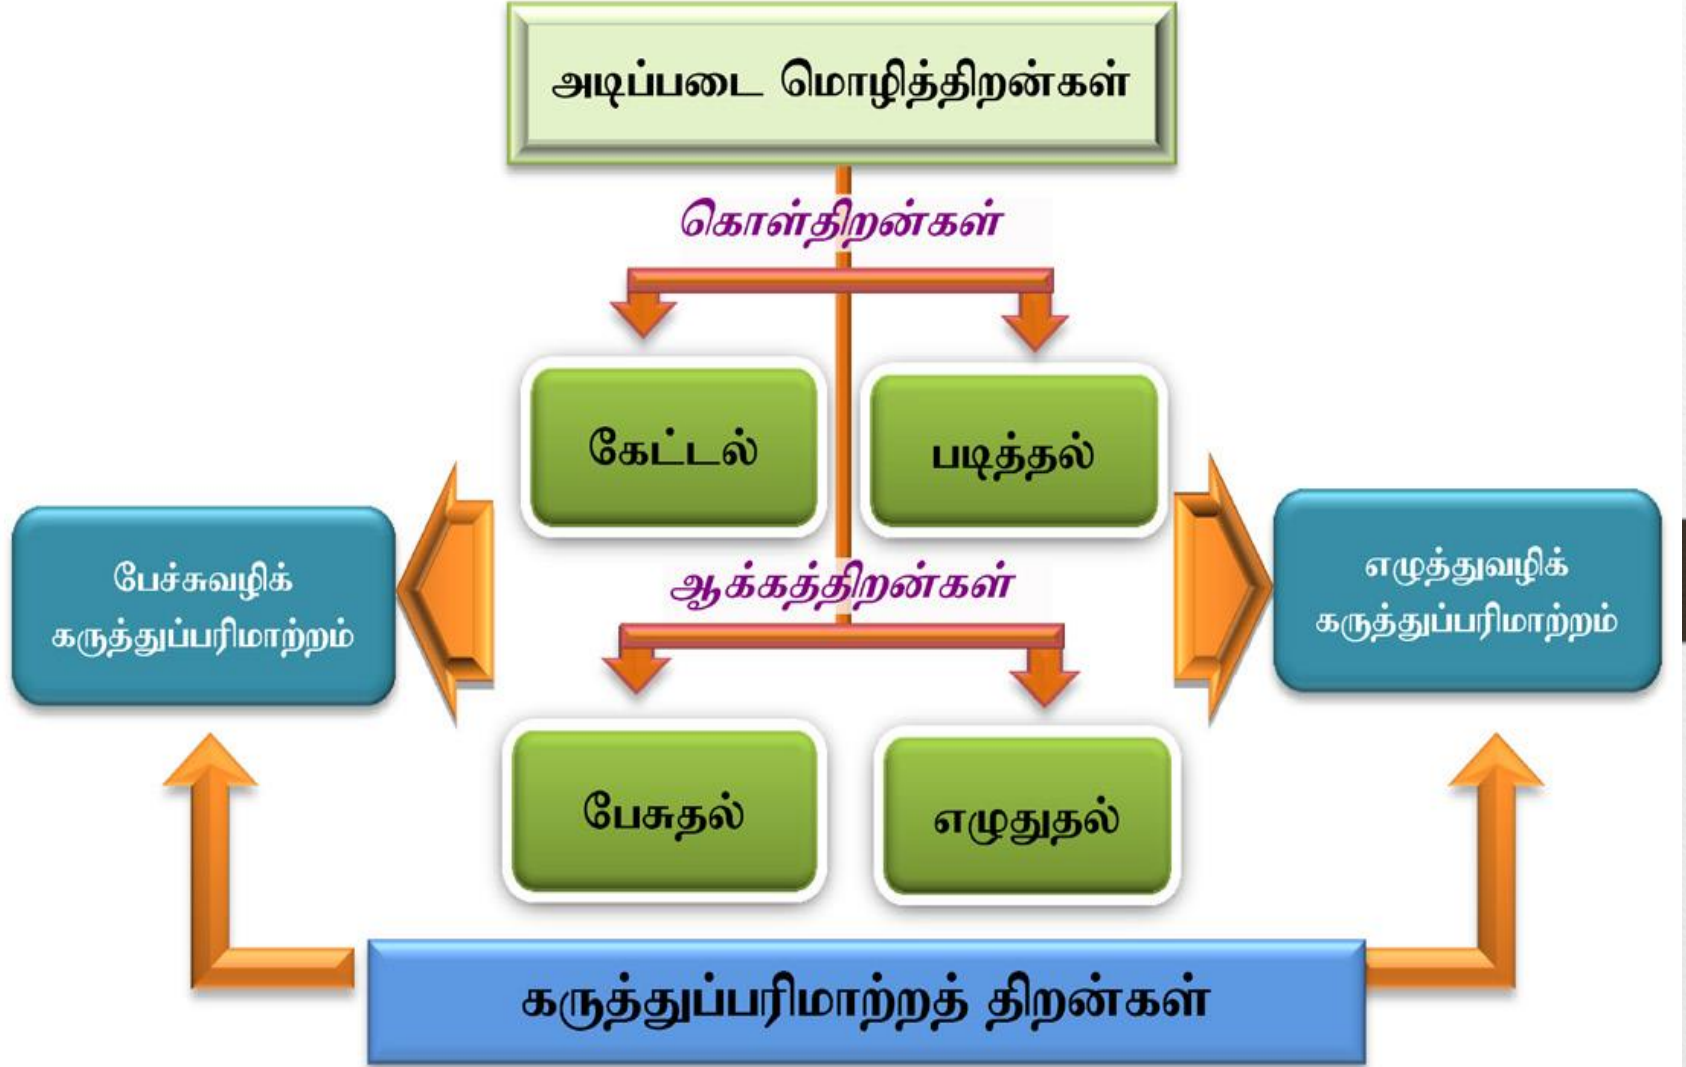 அடிப்படை மொழித்திறன்கள்
கொள்திறன்கள்
கேட்டல்
படித்தல்
பேச்சுவழிக்
கருத்துப்பரிமாற்றம்
எழுத்துவழிக்
கருத்துப்பரிமாற்றம்
ஆக்கத்திறன்கள்
பேசுதல்
எழுதுதல்
கருத்துப்பரிமாற்றத் திறன்கள்